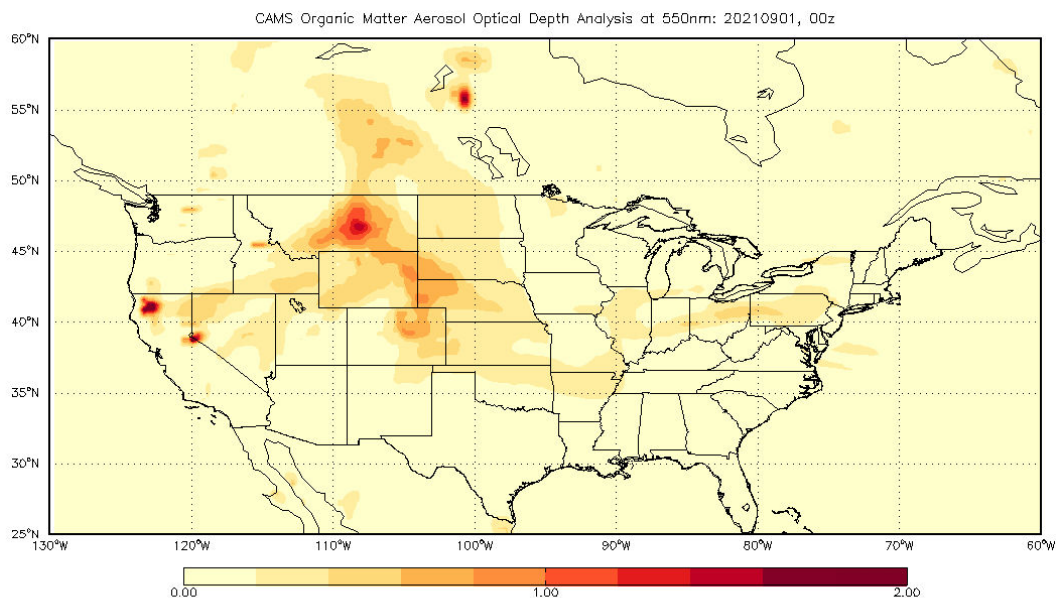 CAMS Organic Matter Aerosol Optical Depth Analysis at 550nm: 20210901, 00z
60°N
55°N
50°N
45°N
40°N
35°N
30°N
25°N
130°W 120°W 110°W 100°W 90°W 80°W 70°W 60°W
0.00 1.00 2.00